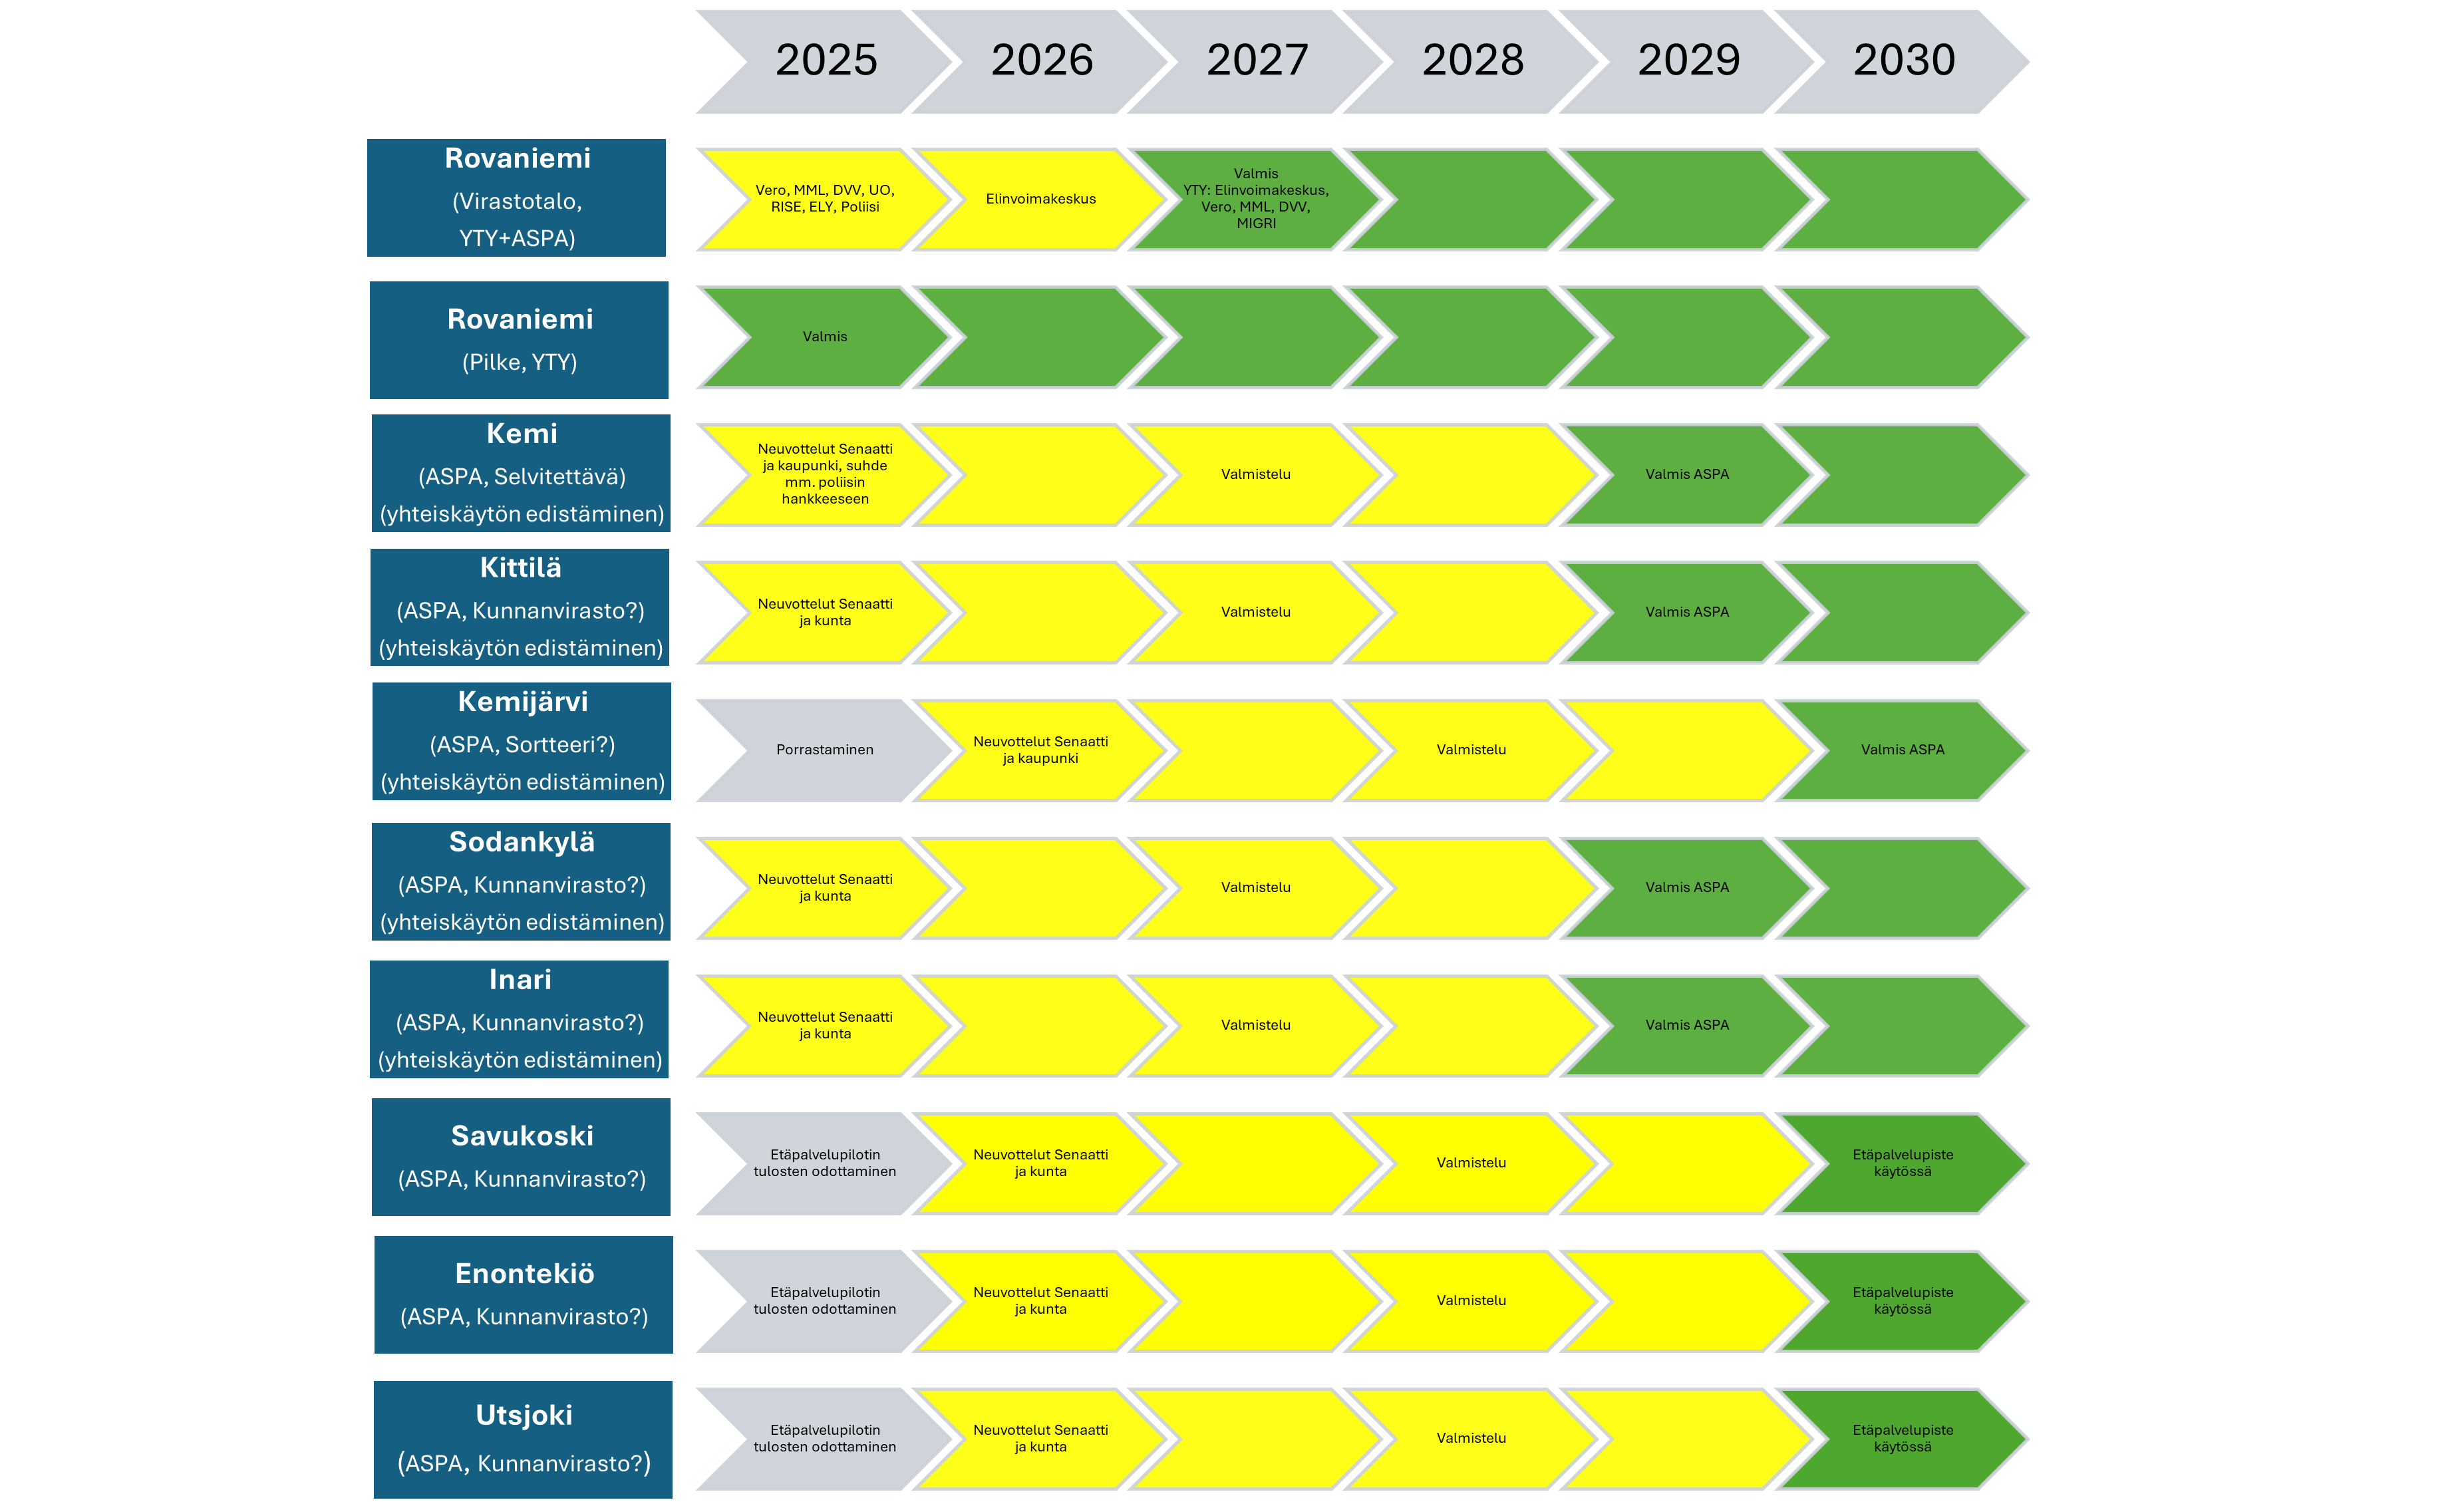 2025
2026
2027
2028
2029
2030
Rovaniemi
(Virastotalo,
YTY+ASPA)
Vero, MML, DVV, UO,
RISE, ELY, Poliisi
Elinvoimakeskus
Valmis
YTY: Elinvoimakeskus,
Vero, MML, DVV,
MIGRI
Rovaniemi
(Pilke, YTY)
Valmis
Kemi
(ASPA, Selvitettävä)
(yhteiskäytön edistäminen)
Neuvottelut Senaatti
ja kaupunki, suhde
mm. poliisin
hankkeeseen
Valmistelu
Valmis ASPA
Kittilä
(ASPA, Kunnanvirasto?)
(yhteiskäytön edistäminen)
Neuvottelut Senaatti
ja kunta
Valmistelu
Valmis ASPA
Kemijärvi
(ASPA, Sortteeri?)
(yhteiskäytön edistäminen)
Porrastaminen
Neuvottelut Senaatti
ja kaupunki
Valmistelu
Valmis ASPA
Sodankylä
(ASPA, Kunnanvirasto?)
(yhteiskäytön edistäminen)
Neuvottelut Senaatti
ja kunta
Valmistelu
Valmis ASPA
Inari
(ASPA, Kunnanvirasto?)
(yhteiskäytön edistäminen)
Neuvottelut Senaatti
ja kunta
Valmistelu
Valmis ASPA
Savukoski
(ASPA, Kunnanvirasto?)
Etäpalvelupilotin
tulosten odottaminen
Neuvottelut Senaatti
ja kunta
Valmistelu
Etäpalvelupiste
käytössä
Enontekiö
(ASPA, Kunnanvirasto?)
Etäpalvelupilotin
tulosten odottaminen
Neuvottelut Senaatti
ja kunta
Valmistelu
Etäpalvelupiste
käytössä
Utsjoki
(ASPA, Kunnanvirasto?)
Etäpalvelupilotin
tulosten odottaminen
Neuvottelut Senaatti
ja kunta
Valmistelu
Etäpalvelupiste
käytössä